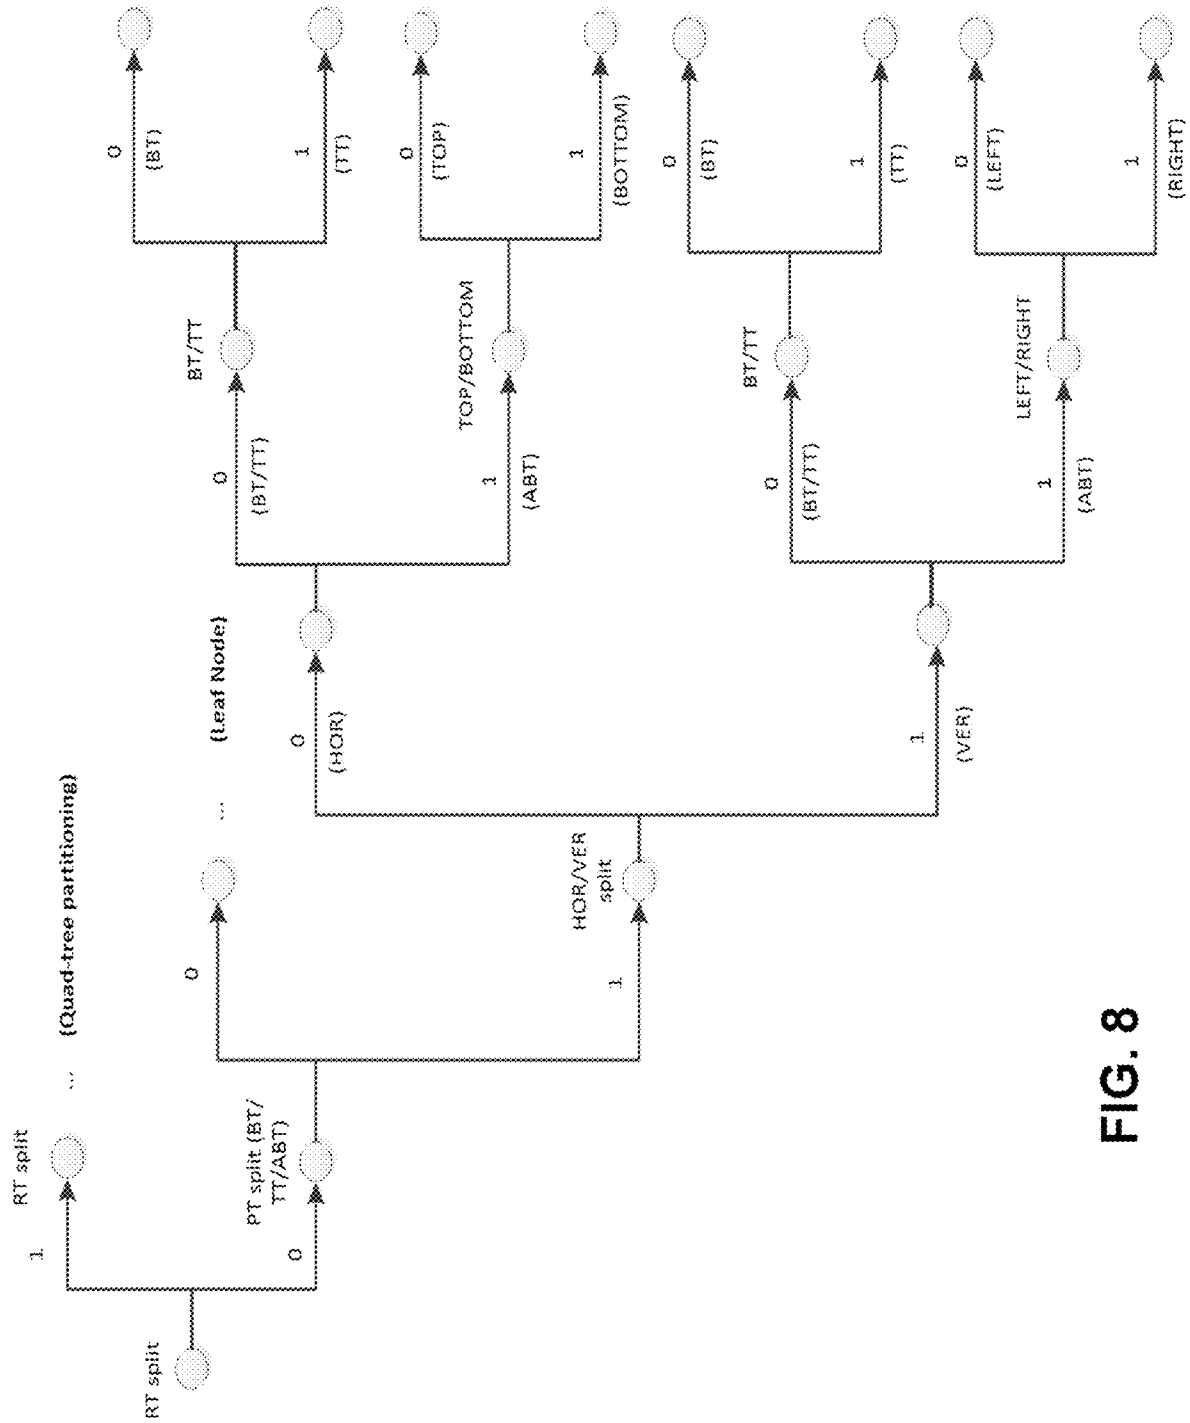 RT split
1
... (Quad-tree partitioning)
0
(BT)
RT split
0
BT/TT
... (Leaf Node)
0
(BT/TT)
PT split (BT/
TT/ABT)
0
0
(HOR)
1
(TT)
0
(TOP)
TOP/BOTTOM
1
(ABT)
1
(BOTTOM)
HOR/VER
split
1
0
(BT)
BT/TT
0
(BT/TT)
1
(TT)
1
(VER)
0
(LEFT)
LEFT/RIGHT
1
(ABT)
1
(RIGHT)
FIG. 8